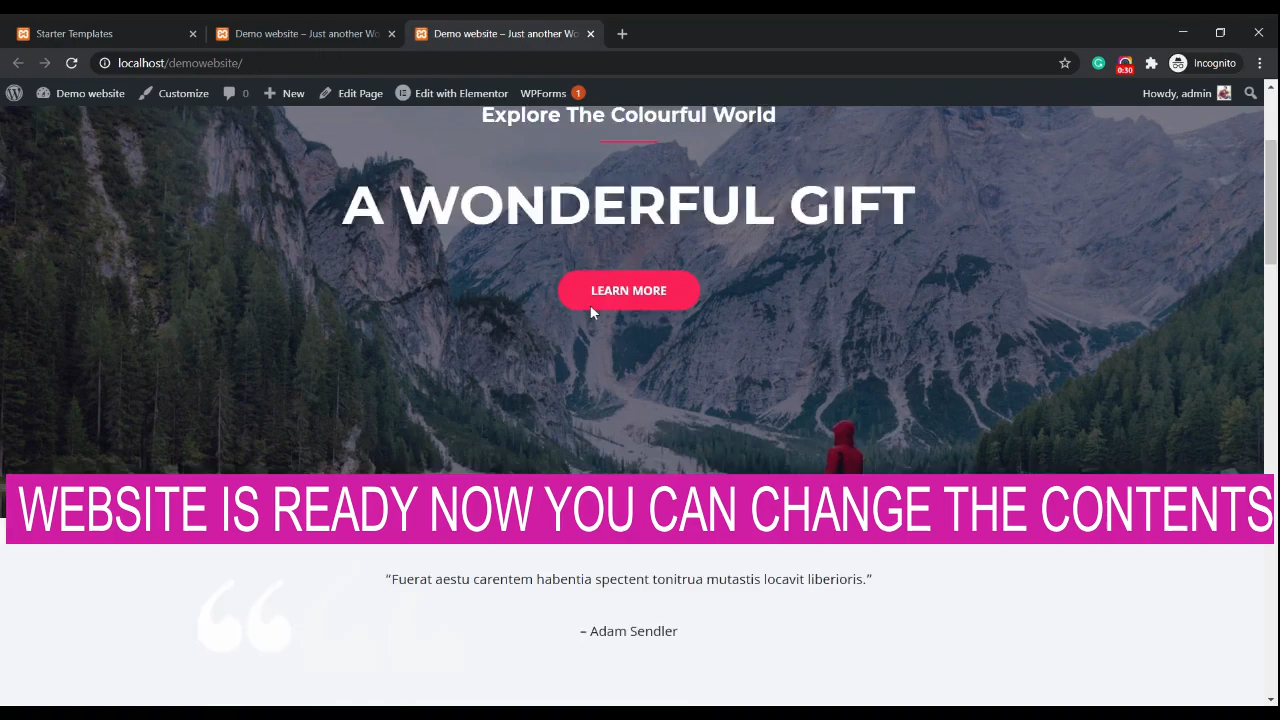 Starter Templates
Demo website – Just another Wo
Demo website – Just another Wo
localhost/demowebsite/
0:30
Incognito
Demo website
Customize
0
New
Edit Page
Edit with Elementor
WPForms 1
Howdy, admin
Explore The Colourful World
A WONDERFUL GIFT
LEARN MORE
WEBSITE IS READY NOW YOU CAN CHANGE THE CONTENTS
“Fuerat aestu carentem habentia spectent tonitrua mutastis locavit liberioris.”
– Adam Sendler